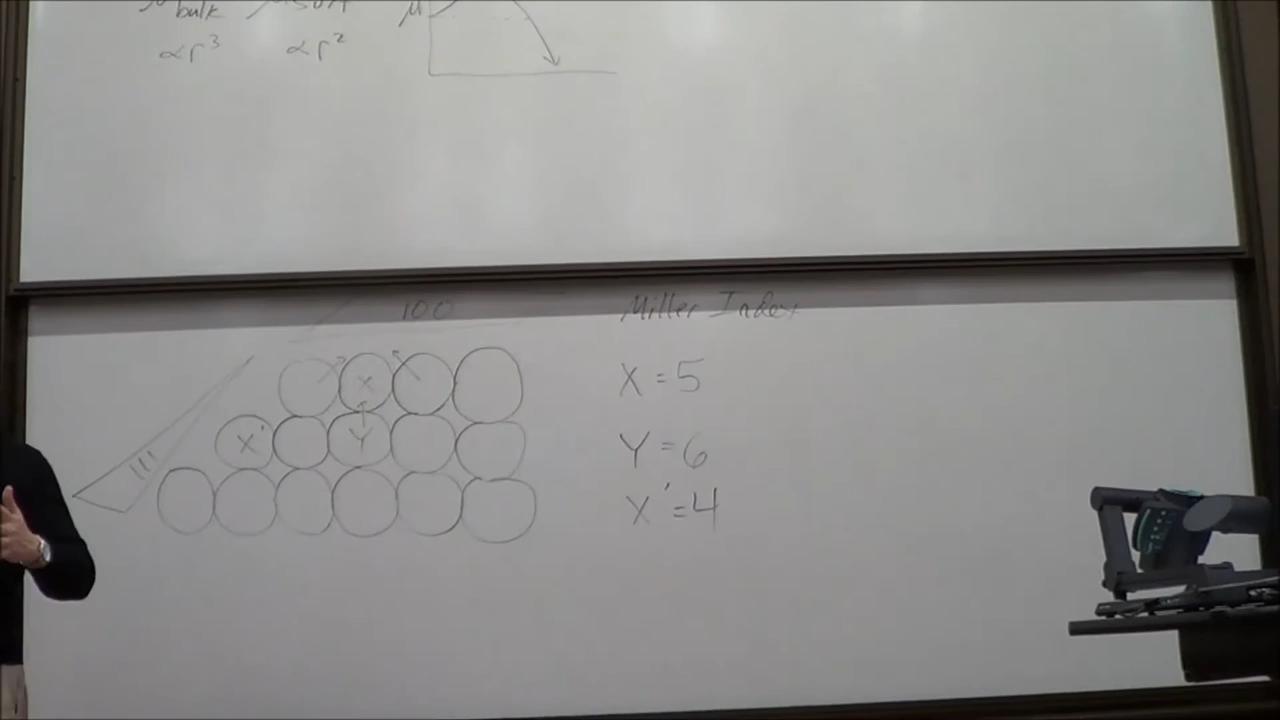 bulk
∝r³ ∝r²
μ
100 Miller Index
X X = 5
X' Y Y = 6
111
X' = 4